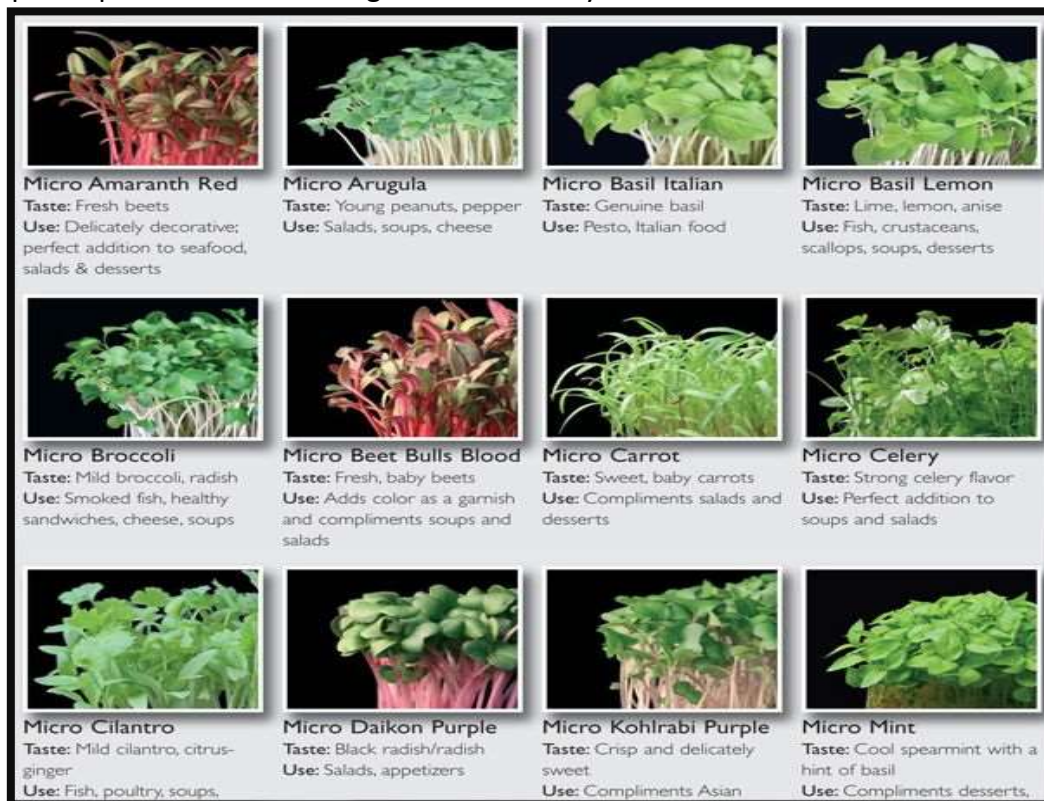 Micro Amaranth Red
Taste: Fresh beets
Use: Delicately decorative;
perfect addition to seafood,
salads & desserts
Micro Arugula
Taste: Young peanuts, pepper
Use: Salads, soups, cheese
Micro Basil Italian
Taste: Genuine basil
Use: Pesto, Italian food
Micro Basil Lemon
Taste: Lime, lemon, anise
Use: Fish, crustaceans,
scallops, soups, desserts
Micro Broccoli
Taste: Mild broccoli, radish
Use: Smoked fish, healthy
sandwiches, cheese, soups
Micro Beet Bulls Blood
Taste: Fresh, baby beets
Use: Adds color as a garnish
and compliments soups and
salads
Micro Carrot
Taste: Sweet, baby carrots
Use: Compliments salads and
desserts
Micro Celery
Taste: Strong celery flavor
Use: Perfect addition to
soups and salads
Micro Cilantro
Taste: Mild cilantro, citrus-
ginger
Use: Fish, poultry, soups,
Micro Daikon Purple
Taste: Black radish/radish
Use: Salads, appetizers
Micro Kohlrabi Purple
Taste: Crisp and delicately
sweet
Use: Compliments Asian
Micro Mint
Taste: Cool spearmint with a
hint of basil
Use: Compliments desserts,